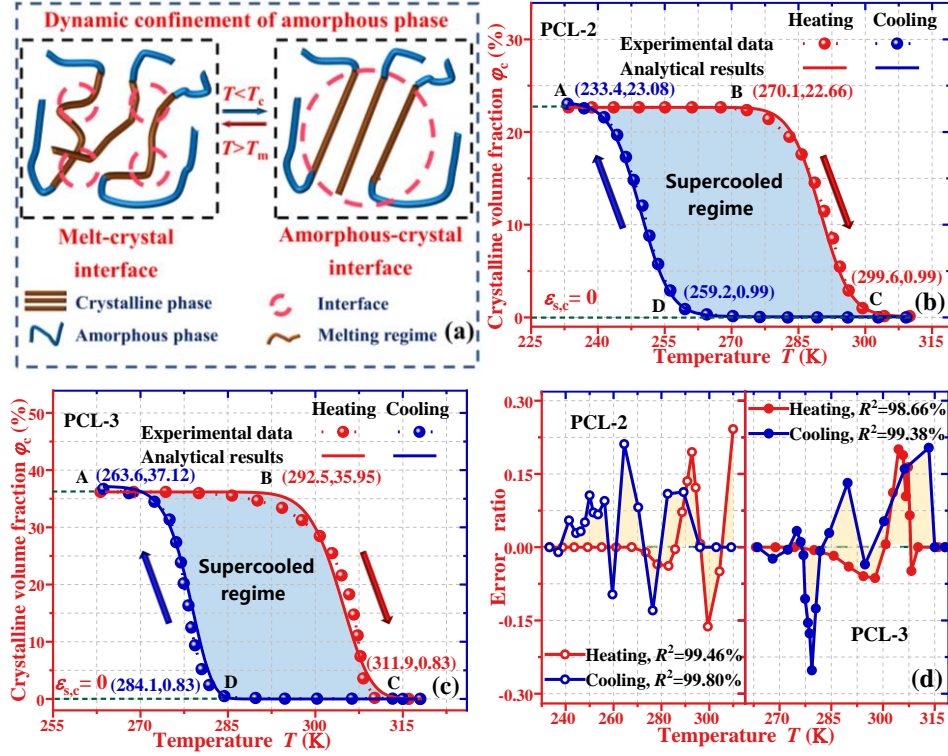 Dynamic confinement of amorphous phase
T<Tc
T>Tm
Melt-crystal
interface
Amorphous-crystal
interface
Crystalline phase
Interface
Amorphous phase
Melting regime
(a)
Crystalline volume fraction φc (%)
30
20
10
0
PCL-2
Heating
Cooling
Experimental data
Analytical results
A
(233.4,23.08)
B
(270.1,22.66)
Supercooled
regime
(259.2,0.99)
D
(299.6,0.99)
C
εs,c= 0
(b)
225
240
255
270
285
300
315
Temperature T (K)
Crystalline volume fraction φc (%)
50
40
30
20
10
0
PCL-3
Heating
Cooling
Experimental data
Analytical results
A
(263.6,37.12)
B
(292.5,35.95)
Supercooled
regime
εs,c= 0
(284.1,0.83)
D
(311.9,0.83)
C
(c)
255
270
285
300
315
Temperature T (K)
Error ratio
0.30
0.15
0.00
-0.15
-0.30
PCL-2
Heating, R²=99.46%
Cooling, R²=99.80%
Heating, R²=98.66%
Cooling, R²=99.38%
PCL-3
(d)
240
260
280
300
270
285
300
315
Temperature T (K)